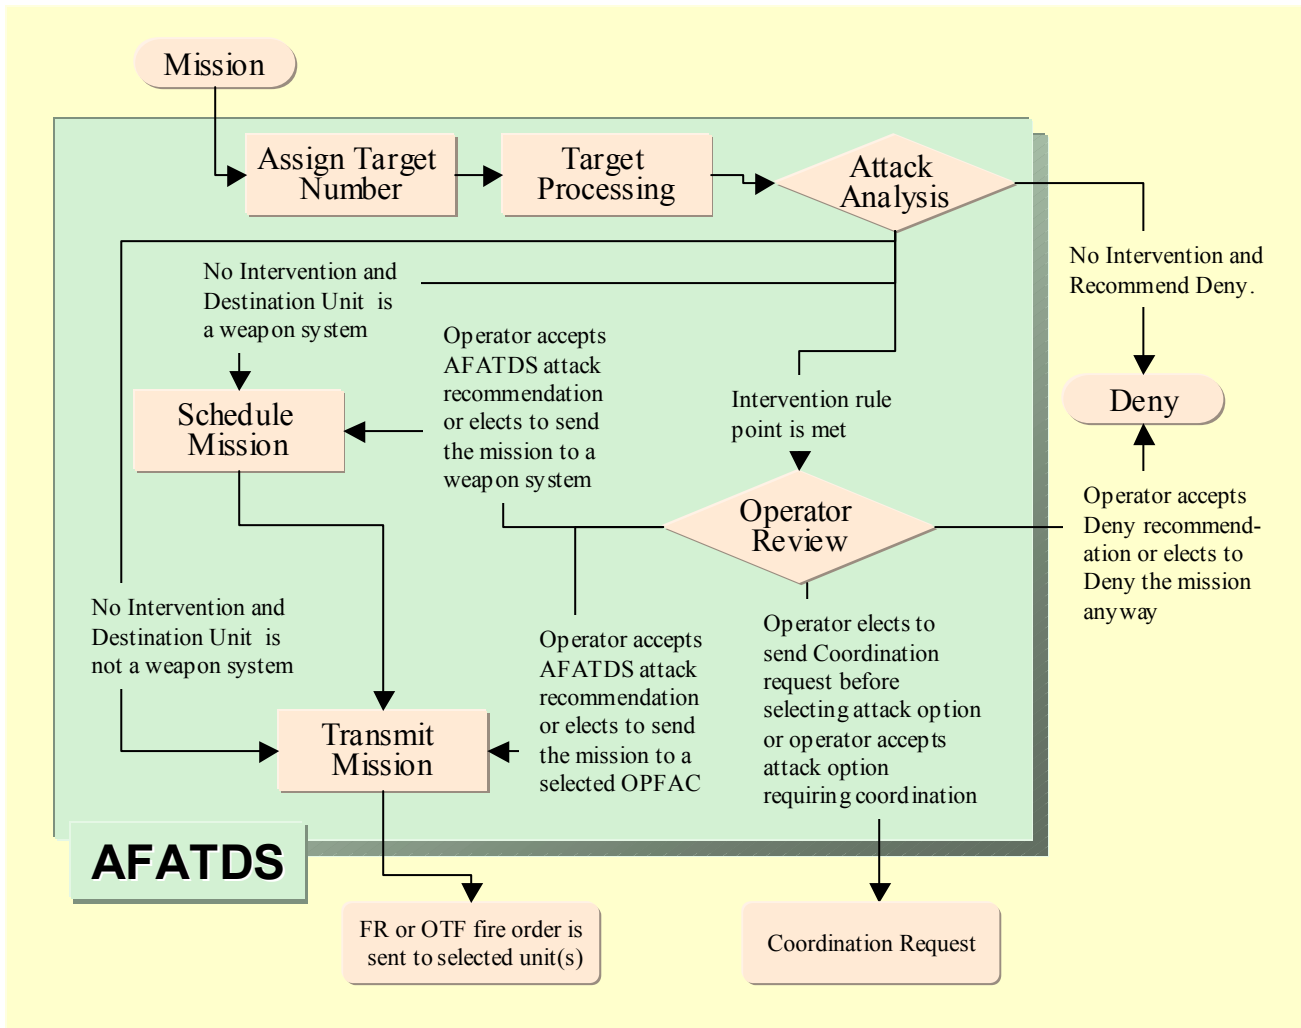 Mission
Assign Target
Number
Target
Processing
Attack
Analysis
No Intervention and
Recommend Deny.
No Intervention and
Destination Unit is
a weapon system
Operator accepts
AFATDS attack
recommendation
or elects to send
the mission to a
weapon system
Intervention rule
point is met
Deny
Schedule
Mission
Operator
Review
Operator accepts
Deny recommend-
ation or elects to
Deny the mission
anyway
No Intervention and
Destination Unit is
not a weapon system
Operator accepts
AFATDS attack
recommendation
or elects to send
the mission to a
selected OPFAC
Operator elects to
send Coordination
request before
selecting attack option
or operator accepts
attack option
requiring coordination
Transmit
Mission
AFATDS
FR or OTF fire order is
sent to selected unit(s)
Coordination Request